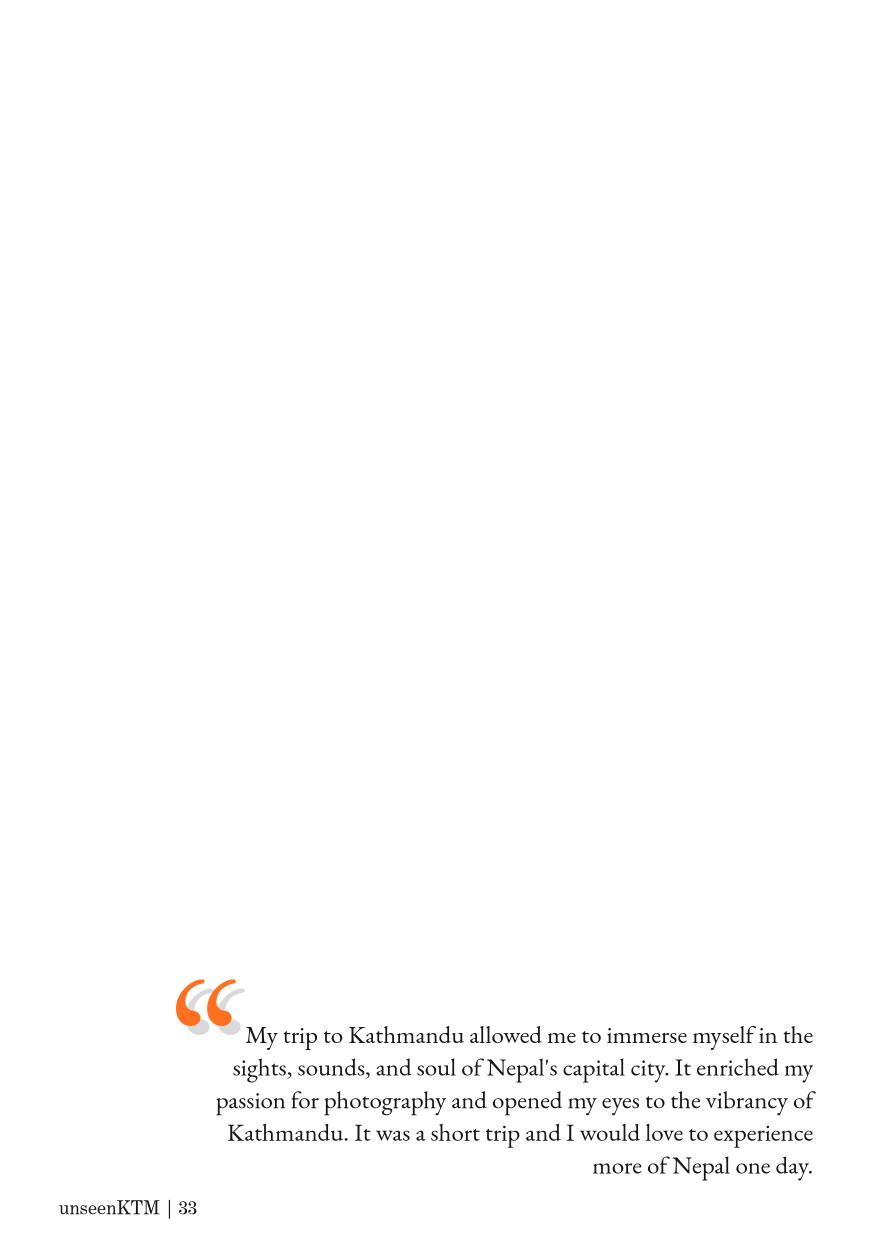 “
My trip to Kathmandu allowed me to immerse myself in the
sights, sounds, and soul of Nepal's capital city. It enriched my
passion for photography and opened my eyes to the vibrancy of
Kathmandu. It was a short trip and I would love to experience
more of Nepal one day.
unseenKTM | 33